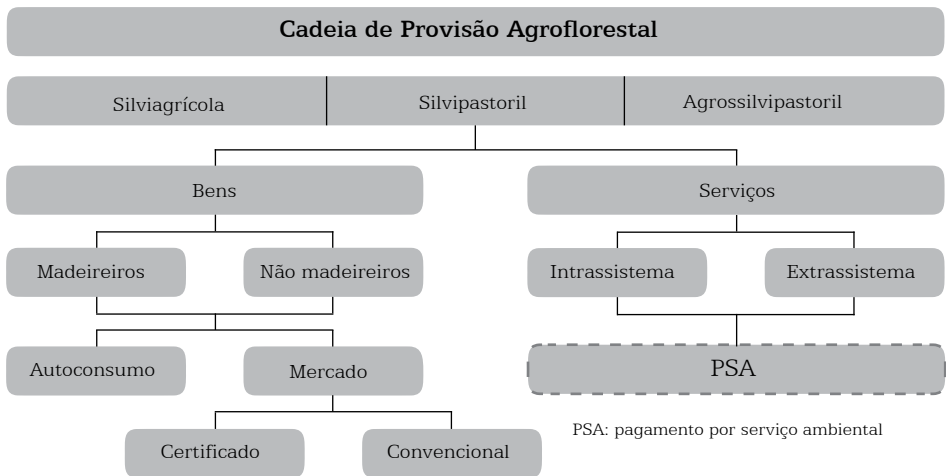 Cadeia de Provisão Agroflorestal
Silviagrícola
Silvipastoril
Agrossilvipastoril
Bens
Serviços
Madeireiros
Não madeireiros
Intrassistema
Extrassistema
Autoconsumo
Mercado
PSA
Certificado
Convencional
PSA: pagamento por serviço ambiental